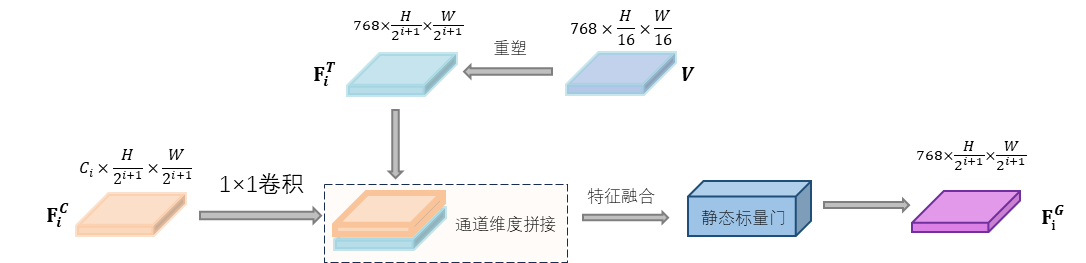 768×H/2^{i+1}×W/2^{i+1}
768×H/16×W/16
重塑
F_i^T
V
C_i×H/2^{i+1}×W/2^{i+1}
768×H/2^{i+1}×W/2^{i+1}
1×1卷积
特征融合
F_i^C
通道维度拼接
静态标量门
F_i^G